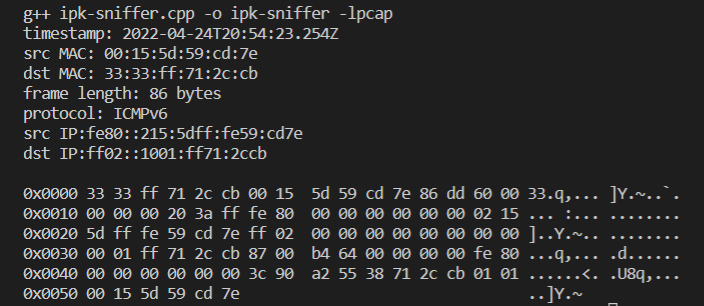 g++ ipk-sniffer.cpp -o ipk-sniffer -lpcap
timestamp: 2022-04-24T20:54:23.254Z
src MAC: 00:15:5d:59:cd:7e
dst MAC: 33:33:ff:71:2c:cb
frame length: 86 bytes
protocol: ICMPv6
src IP:fe80::215:5dff:fe59:cd7e
dst IP:ff02::1001:ff71:2ccb

0x0000 33 33 ff 71 2c cb 00 15  5d 59 cd 7e 86 dd 60 00 33.q,... ]Y.~..`.
0x0010 00 00 00 20 3a ff fe 80  00 00 00 00 00 00 02 15 ... :... ........
0x0020 5d ff fe 59 cd 7e ff 02  00 00 00 00 00 00 00 00 ]..Y.~.. ........
0x0030 00 01 ff 71 2c cb 87 00  b4 64 00 00 00 00 fe 80 ...q,... .d......
0x0040 00 00 00 00 00 00 3c 90  a2 55 38 71 2c cb 01 01 ......<. .U8q,...
0x0050 00 15 5d 59 cd 7e                                ..]Y.~